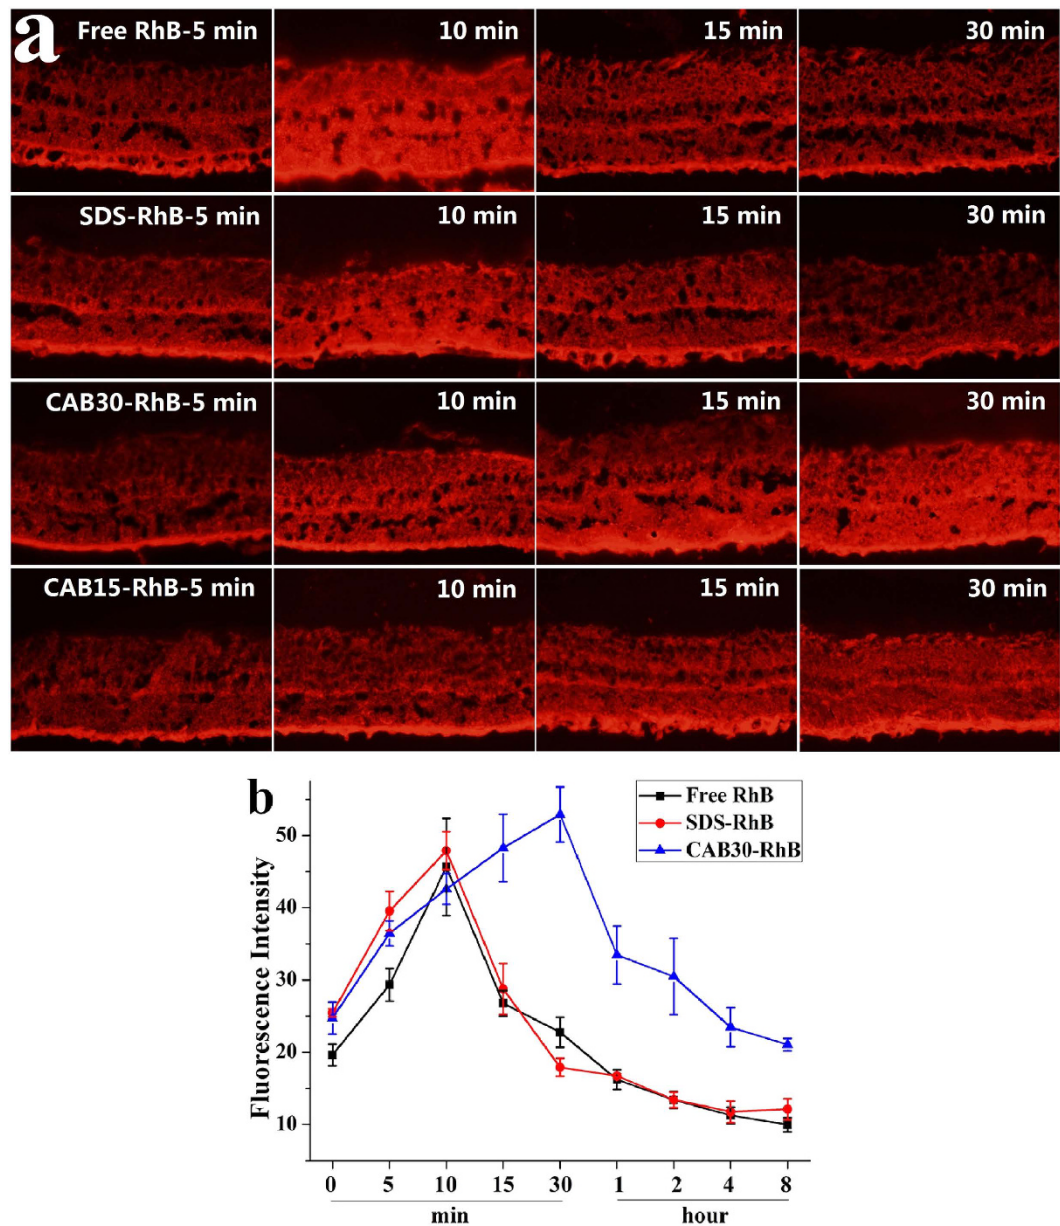 a
Free RhB-5 min 10 min 15 min 30 min
SDS-RhB-5 min 10 min 15 min 30 min
CAB30-RhB-5 min 10 min 15 min 30 min
CAB15-RhB-5 min 10 min 15 min 30 min
b
Free RhB
SDS-RhB
CAB30-RhB
Fluorescence Intensity
50
40
30
20
10
0 5 10 15 30 1 2 4 8
min hour